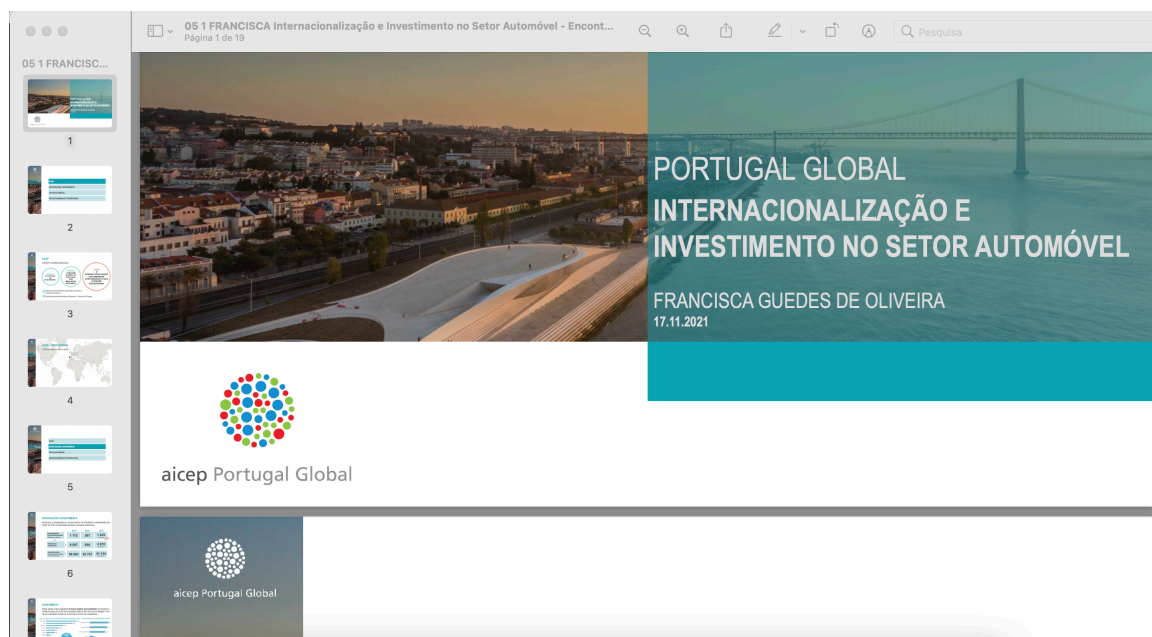 05 1 FRANCISCA Internacionalização e Investimento no Setor Automóvel - Encont...
Página 1 de 19
Pesquisa
05 1 FRANCISC...
1
2
3
4
5
6
PORTUGAL GLOBAL
INTERNACIONALIZAÇÃO E
INVESTIMENTO NO SETOR AUTOMÓVEL
FRANCISCA GUEDES DE OLIVEIRA
17.11.2021
aicep Portugal Global
aicep Portugal Global